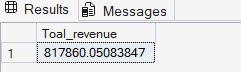 Results Messages
Toal_revenue
1 817860.05083847